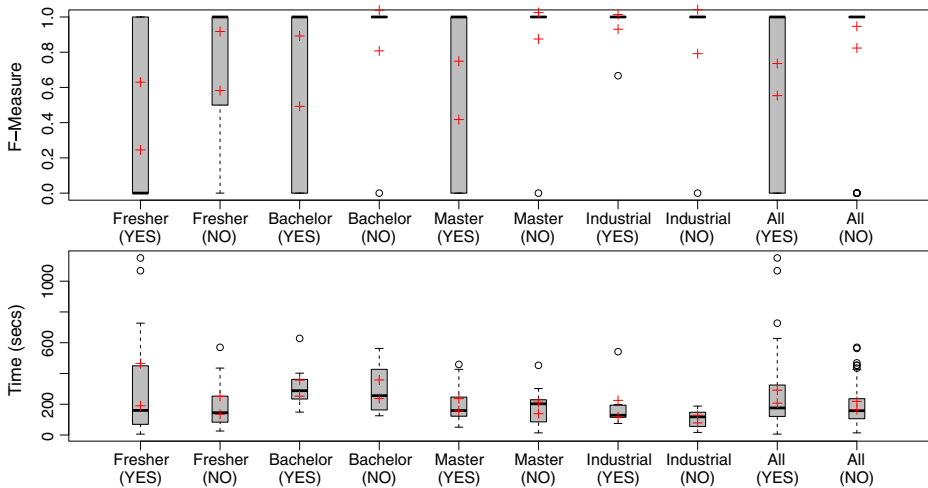 F−Measure
0.0 0.2 0.4 0.6 0.8 1.0
Fresher Fresher Bachelor Bachelor Master Master Industrial Industrial All All
(YES) (NO) (YES) (NO) (YES) (NO) (YES) (NO) (YES) (NO)
Time (secs)
0 200 600 1000
Fresher Fresher Bachelor Bachelor Master Master Industrial Industrial All All
(YES) (NO) (YES) (NO) (YES) (NO) (YES) (NO) (YES) (NO)